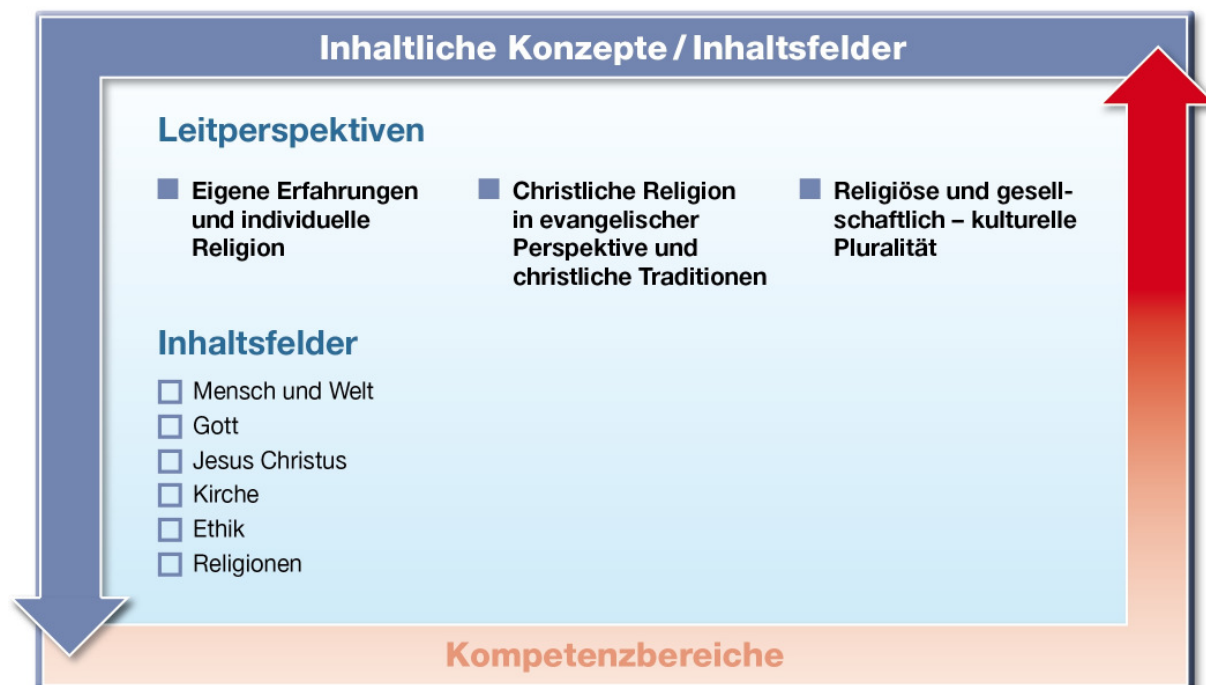 Inhaltliche Konzepte / Inhaltsfelder
Leitperspektiven
Eigene Erfahrungen
und individuelle
Religion
Christliche Religion
in evangelischer
Perspektive und
christliche Traditionen
Religiöse und gesell-
schaftlich – kulturelle
Pluralität
Inhaltsfelder
Mensch und Welt
Gott
Jesus Christus
Kirche
Ethik
Religionen
Kompetenzbereiche